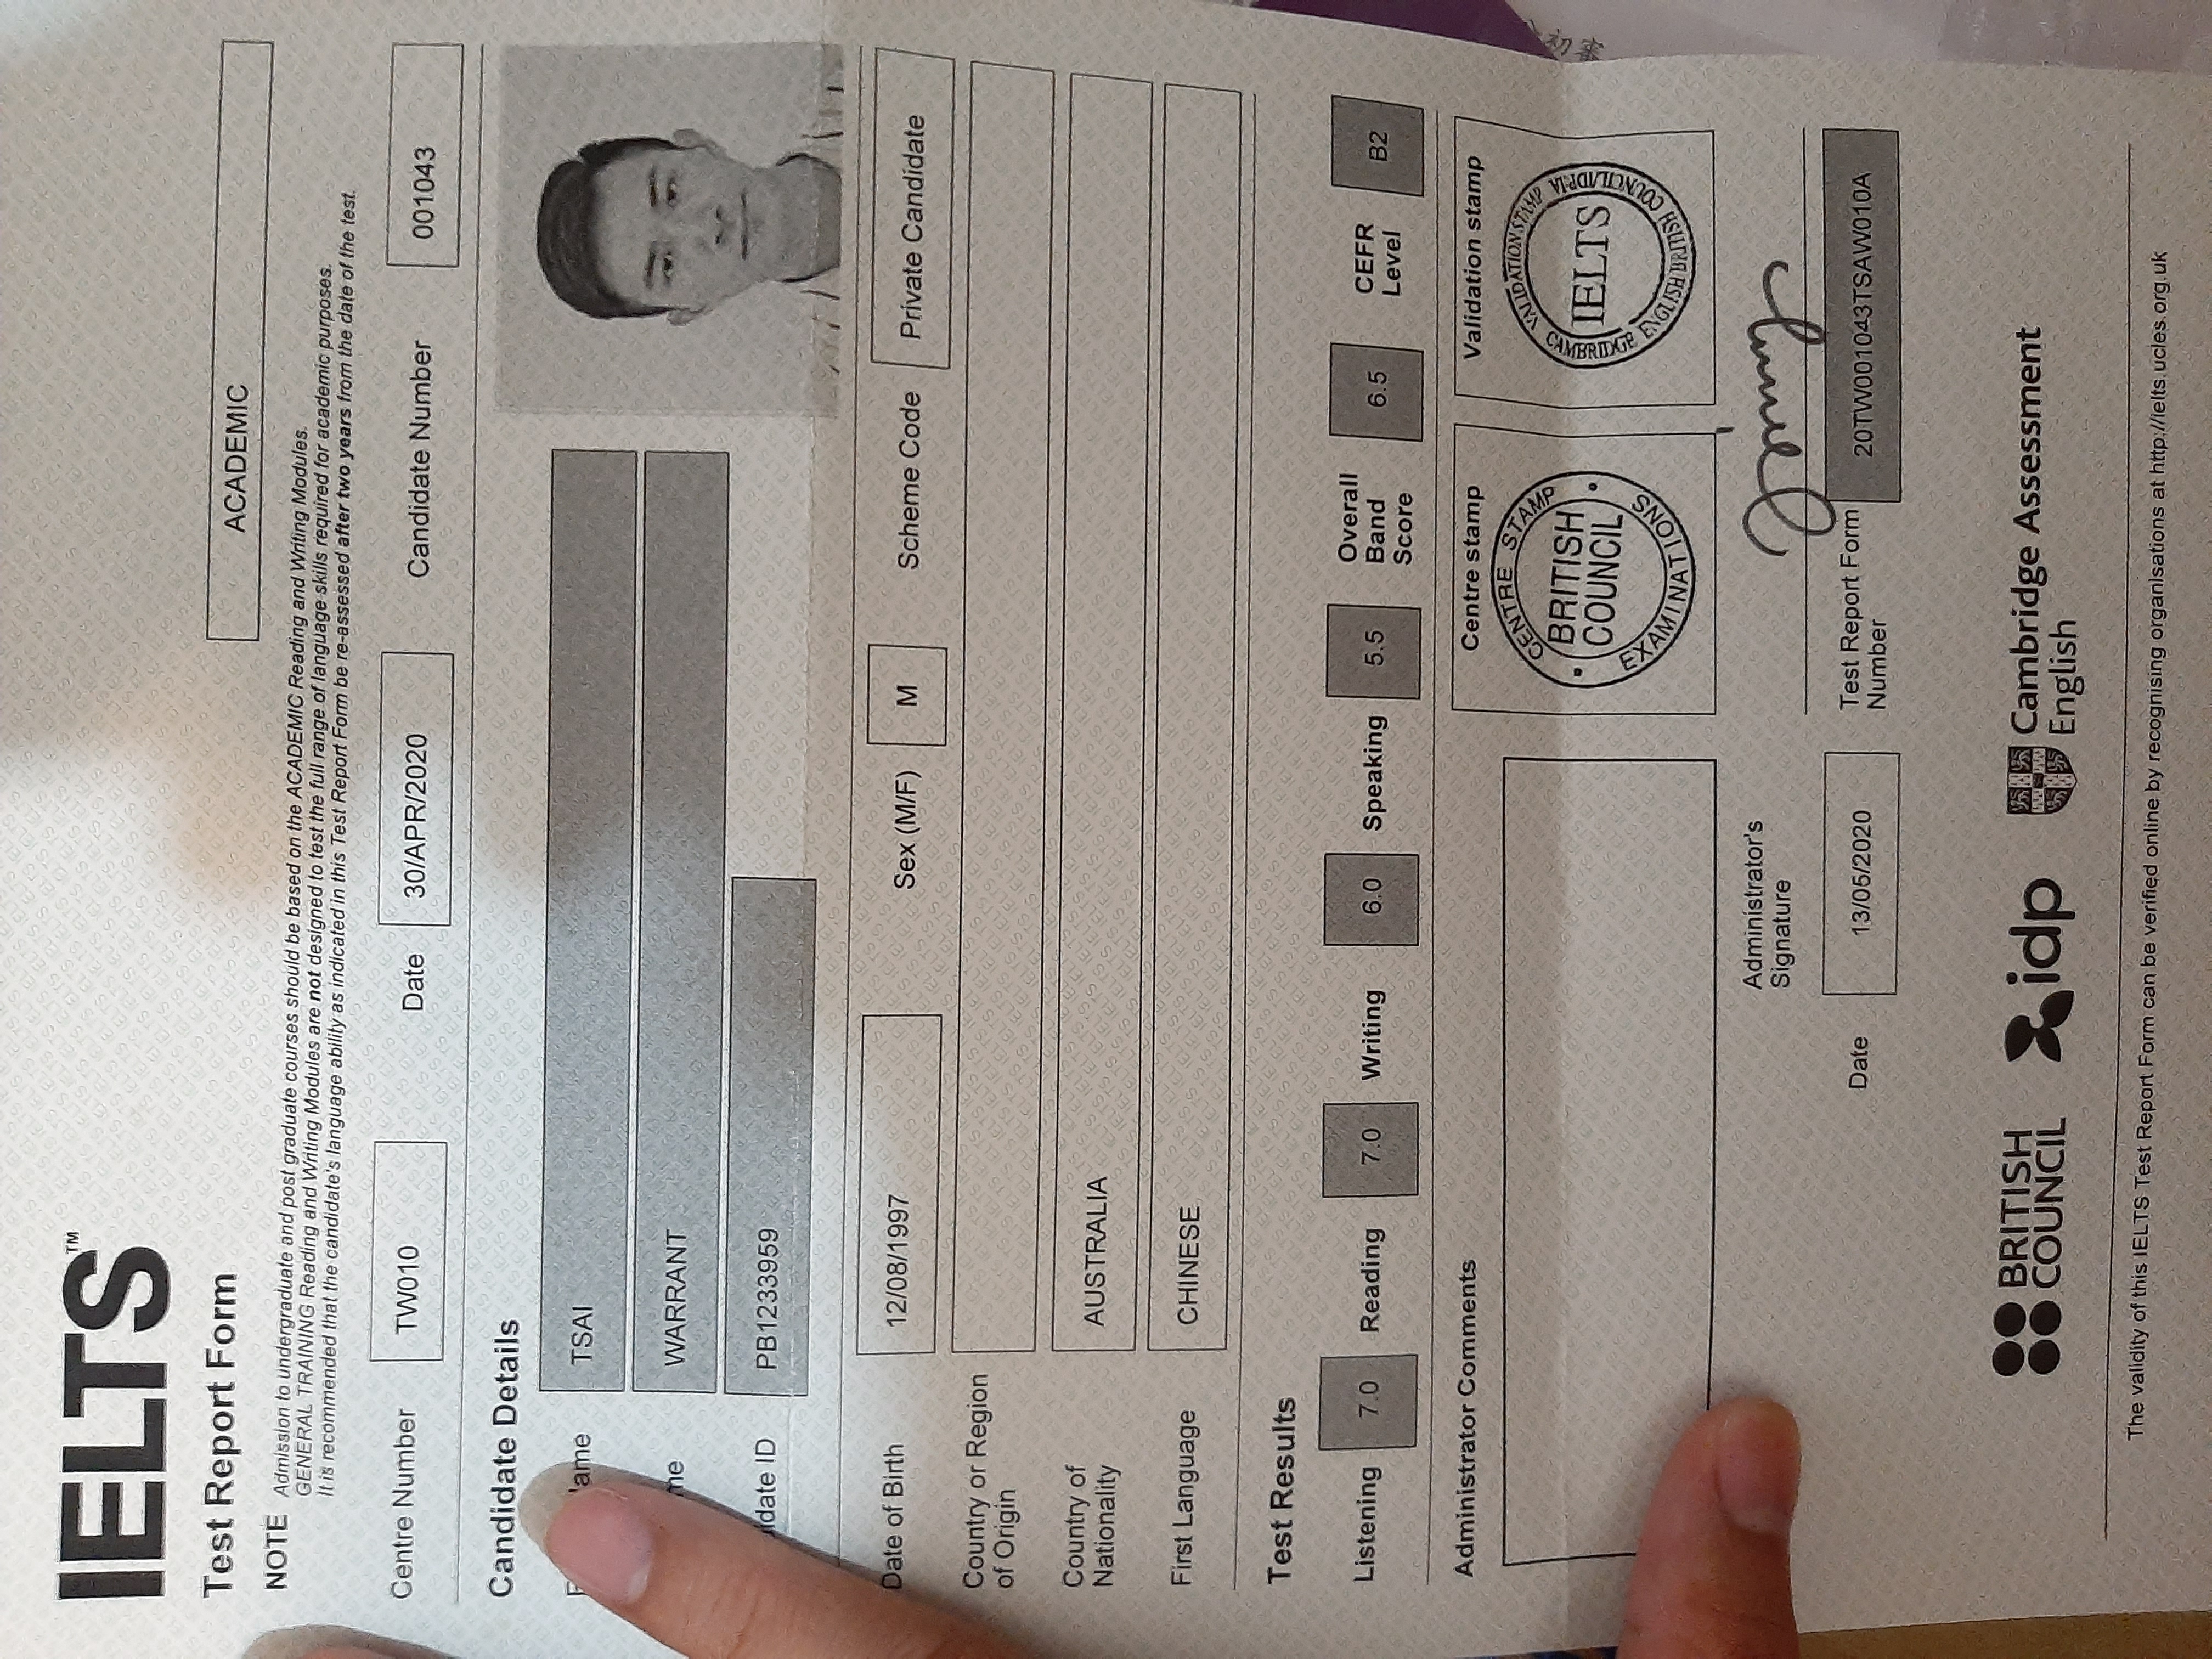 IELTS™
Test Report Form
ACADEMIC
NOTE Admission to undergraduate and post graduate courses should be based on the ACADEMIC Reading and Writing Modules.
GENERAL TRAINING Reading and Writing Modules are not designed to test the full range of language skills required for academic purposes.
It is recommended that the candidate's language ability as indicated in this Test Report Form be re-assessed after two years from the date of the test.
Centre Number TW010 Date 30/APR/2020 Candidate Number 001043
Candidate Details
ame TSAI
me WARRANT
idate ID PB1233959
Date of Birth 12/08/1997 Sex (M/F) M Scheme Code Private Candidate
Country or Region
of Origin
Country of
Nationality
AUSTRALIA
First Language CHINESE
Test Results
Listening 7.0 Reading 7.0 Writing 6.0 Speaking 5.5
Overall
Band
Score
6.5
CEFR
Level
B2
Administrator Comments
Centre stamp
CENTRE STAMP
BRITISH
COUNCIL
EXAMINATIONS
Validation stamp
VALIDATION STAMP
IELTS
CAMBRIDGE ENGLISH/BRITISH COUNCIL/IDP:IA
Administrator's
Signature
Date 13/05/2020
Test Report Form
Number
20TW001043TSAW010A
BRITISH
COUNCIL
idp
Cambridge Assessment
English
The validity of this IELTS Test Report Form can be verified online by recognising organisations at http://ielts.ucles.org.uk